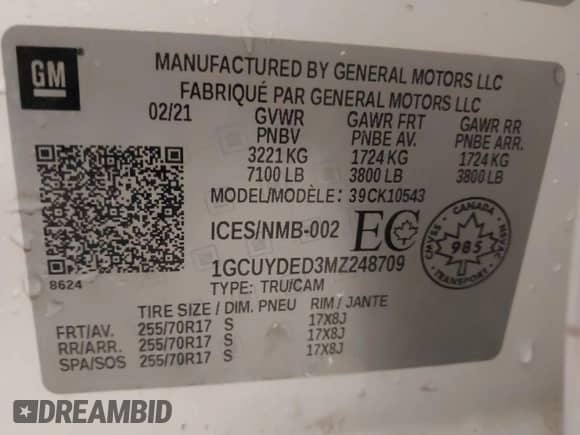 GM
MANUFACTURED BY GENERAL MOTORS LLC
FABRIQUÉ PAR GENERAL MOTORS LLC
02/21 GVWR GAWR FRT GAWR RR
PNBV PNBE AV. PNBE ARR.
3221 KG 1724 KG 1724 KG
7100 LB 3800 LB 3800 LB
MODEL/MODÈLE: 39CK10543
ICES/NMB-002 EC
CANADA
CMVSS 985 NSVAC
1GCUYDED3MZ248709
8624 TYPE: TRU/CAM
TIRE SIZE / DIM. PNEU RIM / JANTE
FRT/AV. 255/70R17 S 17X8J
RR/ARR. 255/70R17 S 17X8J
SPA/SOS 255/70R17 S 17X8J
DREAMBID